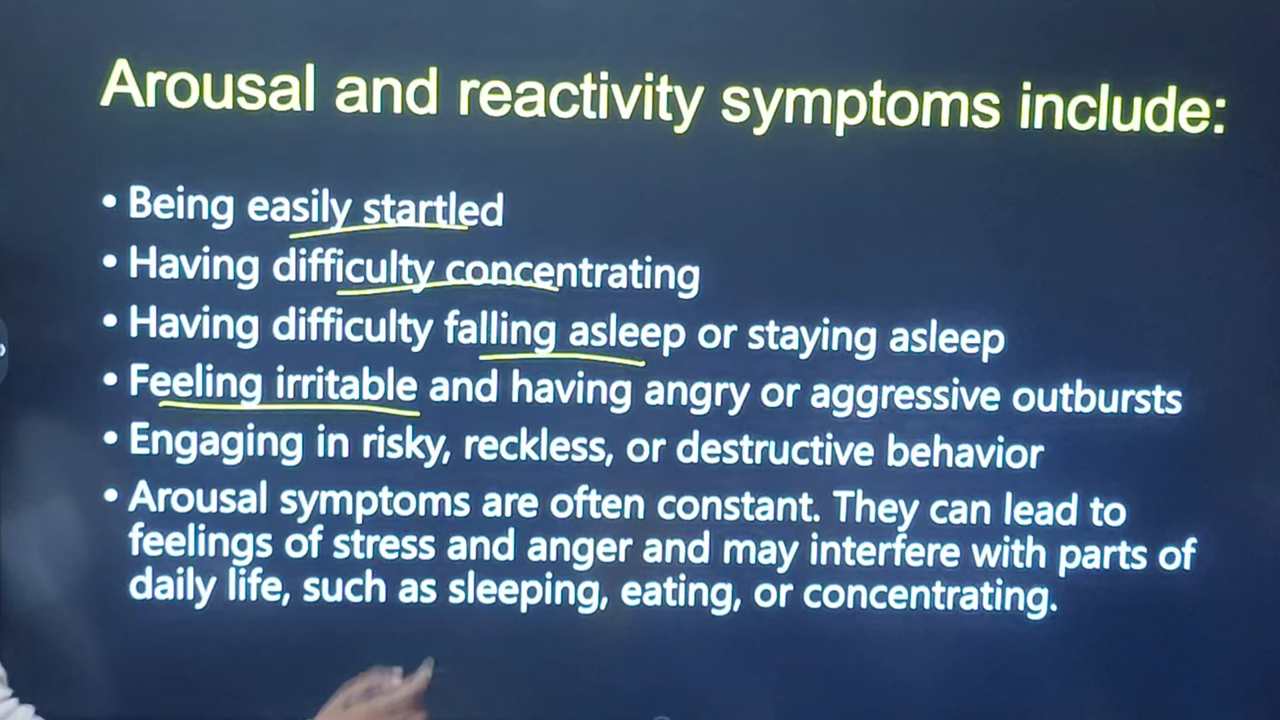 Arousal and reactivity symptoms include:
• Being easily startled
• Having difficulty concentrating
• Having difficulty falling asleep or staying asleep
• Feeling irritable and having angry or aggressive outbursts
• Engaging in risky, reckless, or destructive behavior
• Arousal symptoms are often constant. They can lead to
feelings of stress and anger and may interfere with parts of
daily life, such as sleeping, eating, or concentrating.